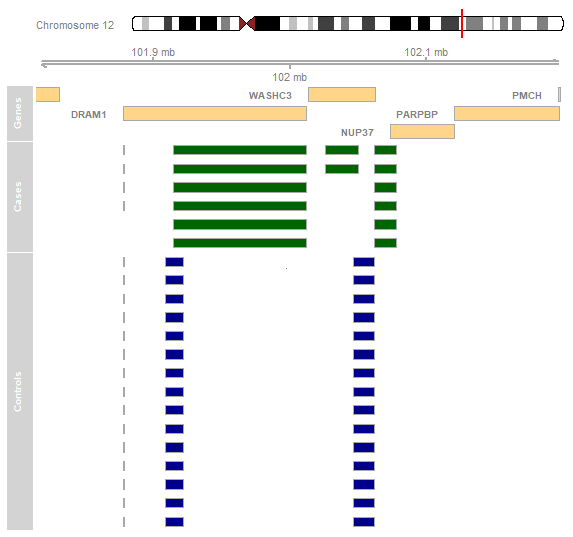 Chromosome 12
101.9 mb
102.1 mb
102 mb
WASHC3
PMCH
DRAM1
PARPBP
NUP37
Genes
Cases
Controls